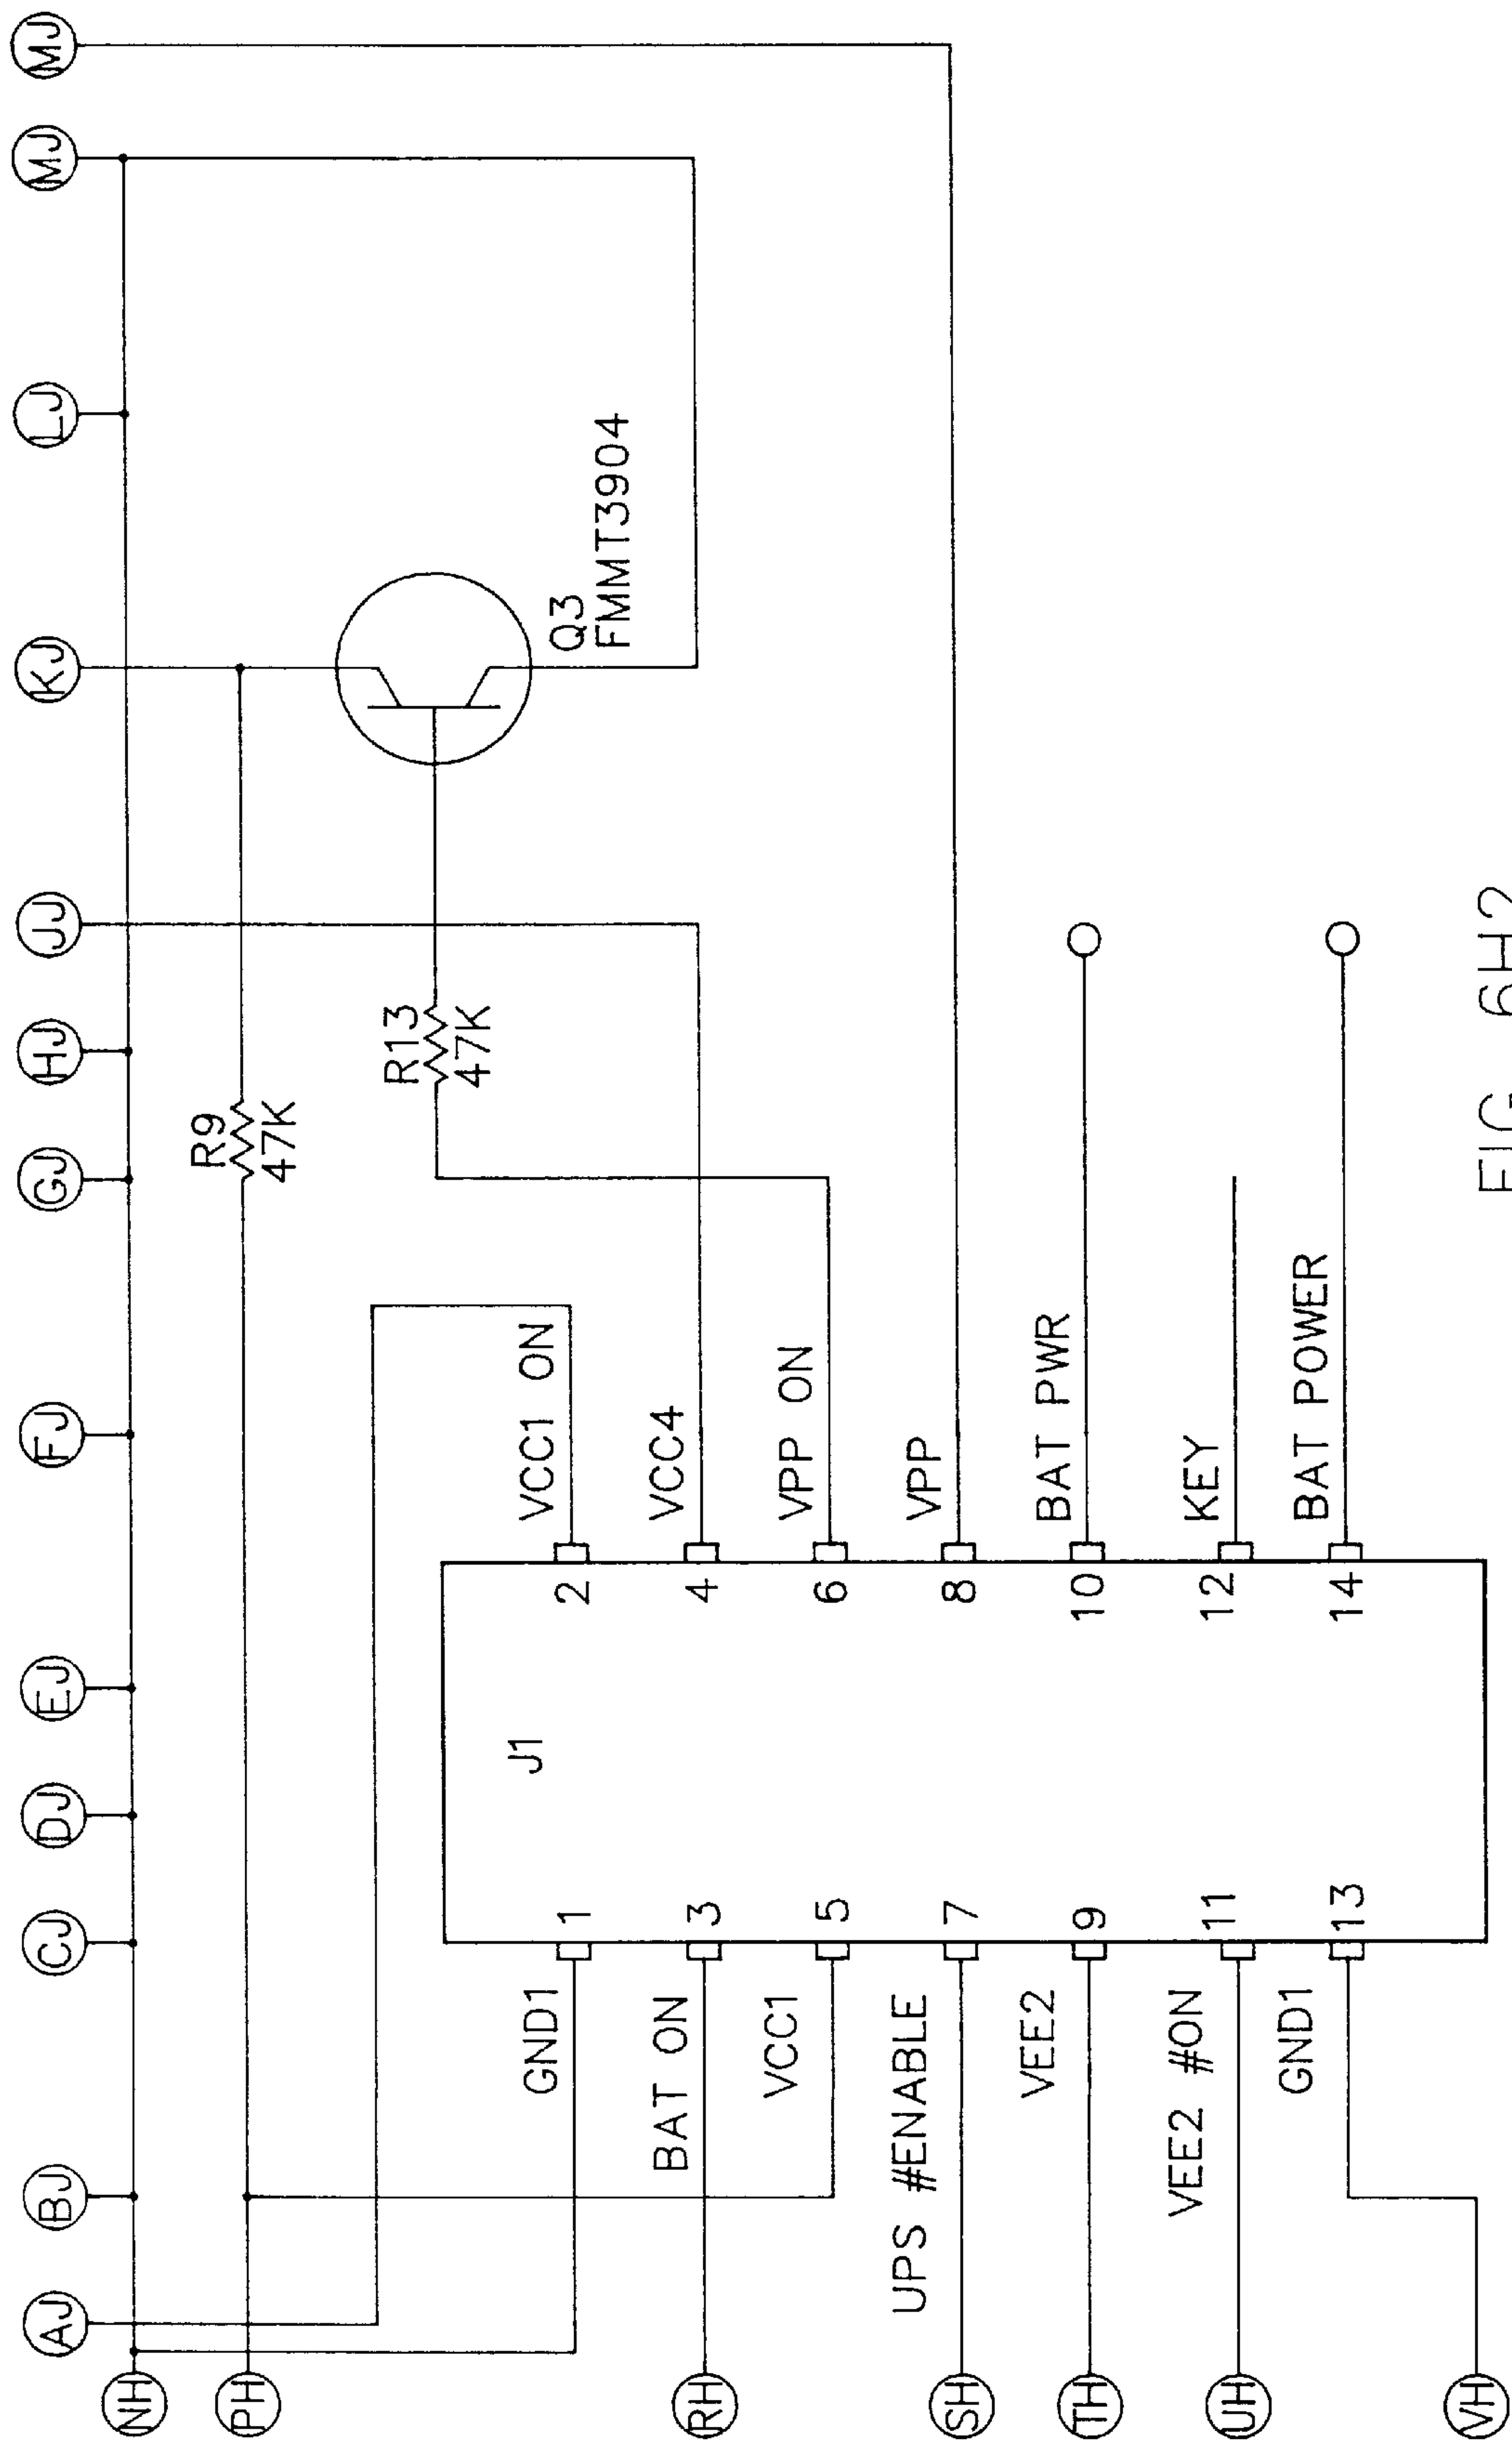 AJ
BJ
CJ
DJ
EJ
FJ
GJ
HJ
JJ
KJ
LJ
MJ
MJ
NH
PH
R9
47K
R13
47K
Q3
FMMT3904
J1
GND1
1
2
VCC1 ON
RH
BAT ON
3
4
VCC4
VCC1
5
6
VPP ON
SH
UPS #ENABLE
7
8
VPP
TH
VEE2
9
10
BAT PWR
UH
VEE2 #ON
11
12
KEY
VH
GND1
13
14
BAT POWER
FIG. 6H2